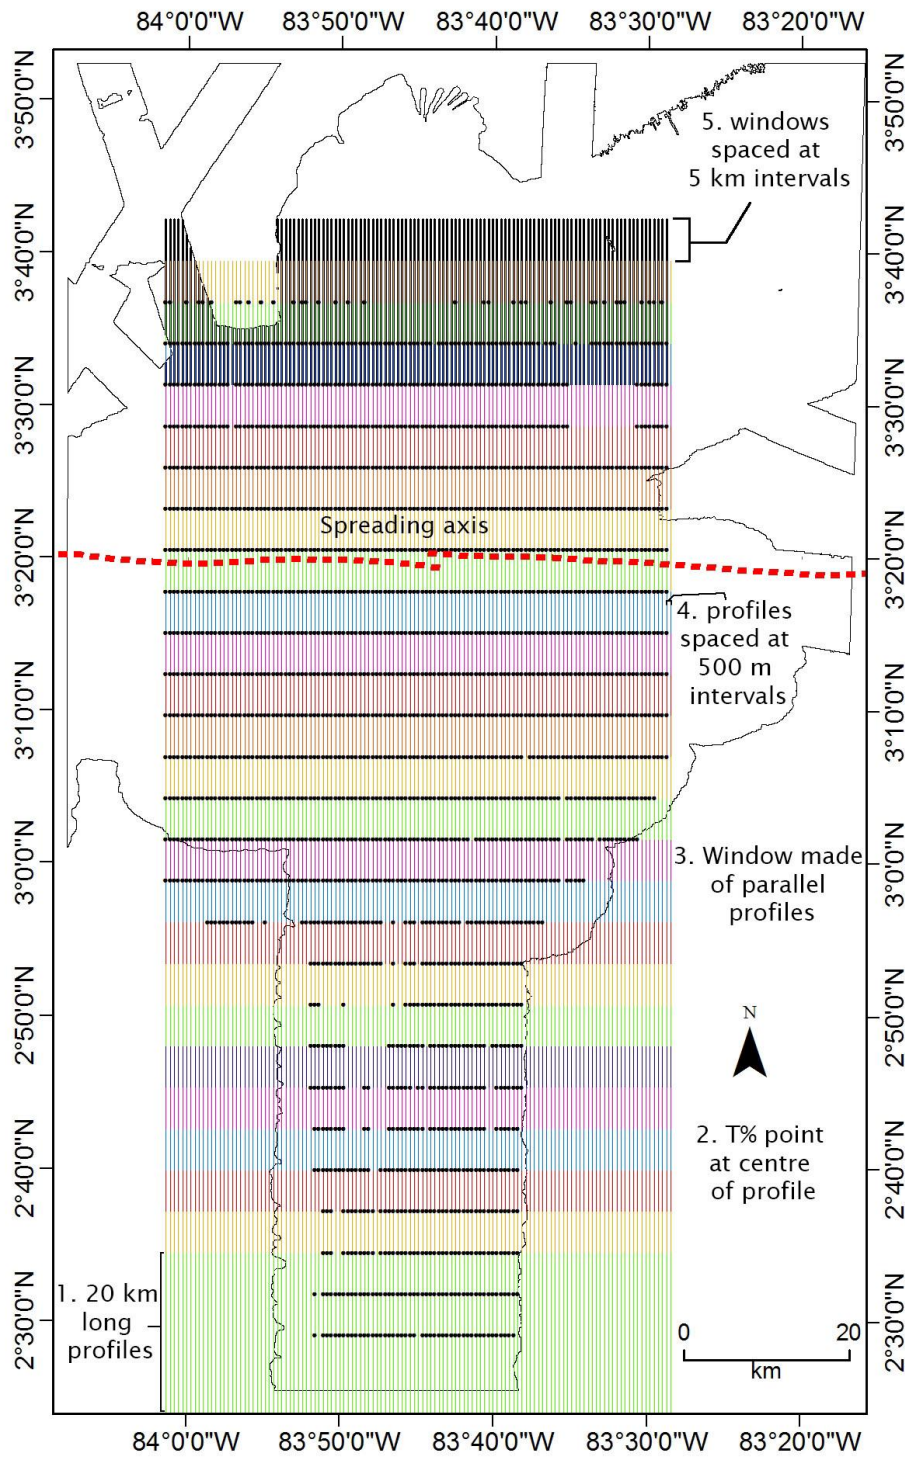 84°0'0"W 83°50'0"W 83°40'0"W 83°30'0"W 83°20'0"W
3°50'0"N
3°50'0"N
5. windows
spaced at
5 km intervals
3°40'0"N
3°40'0"N
3°30'0"N
3°30'0"N
Spreading axis
3°20'0"N
3°20'0"N
4. profiles
spaced at
500 m
intervals
3°10'0"N
3°10'0"N
3. Window made
of parallel
profiles
3°0'0"N
3°0'0"N
2°50'0"N
2°50'0"N
N
2. T% point
at centre
of profile
2°40'0"N
2°40'0"N
1. 20 km
long
profiles
2°30'0"N
2°30'0"N
0 20
km
84°0'0"W 83°50'0"W 83°40'0"W 83°30'0"W 83°20'0"W